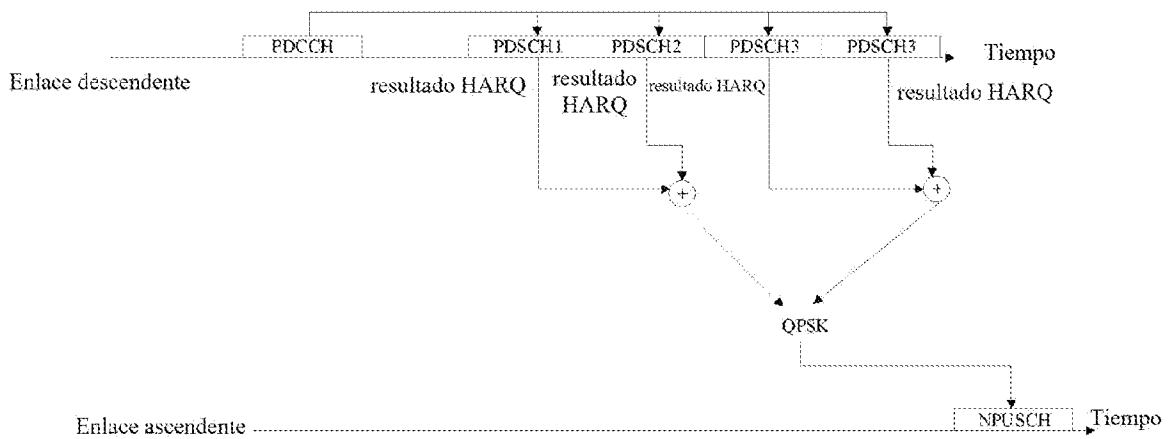 PDCCH PDSCH1 PDSCH2 PDSCH3 PDSCH3 Tiempo
Enlace descendente
resultado HARQ
resultado
HARQ
resultado HARQ
resultado HARQ
+
+
QPSK
NPUSCH Tiempo
Enlace ascendente